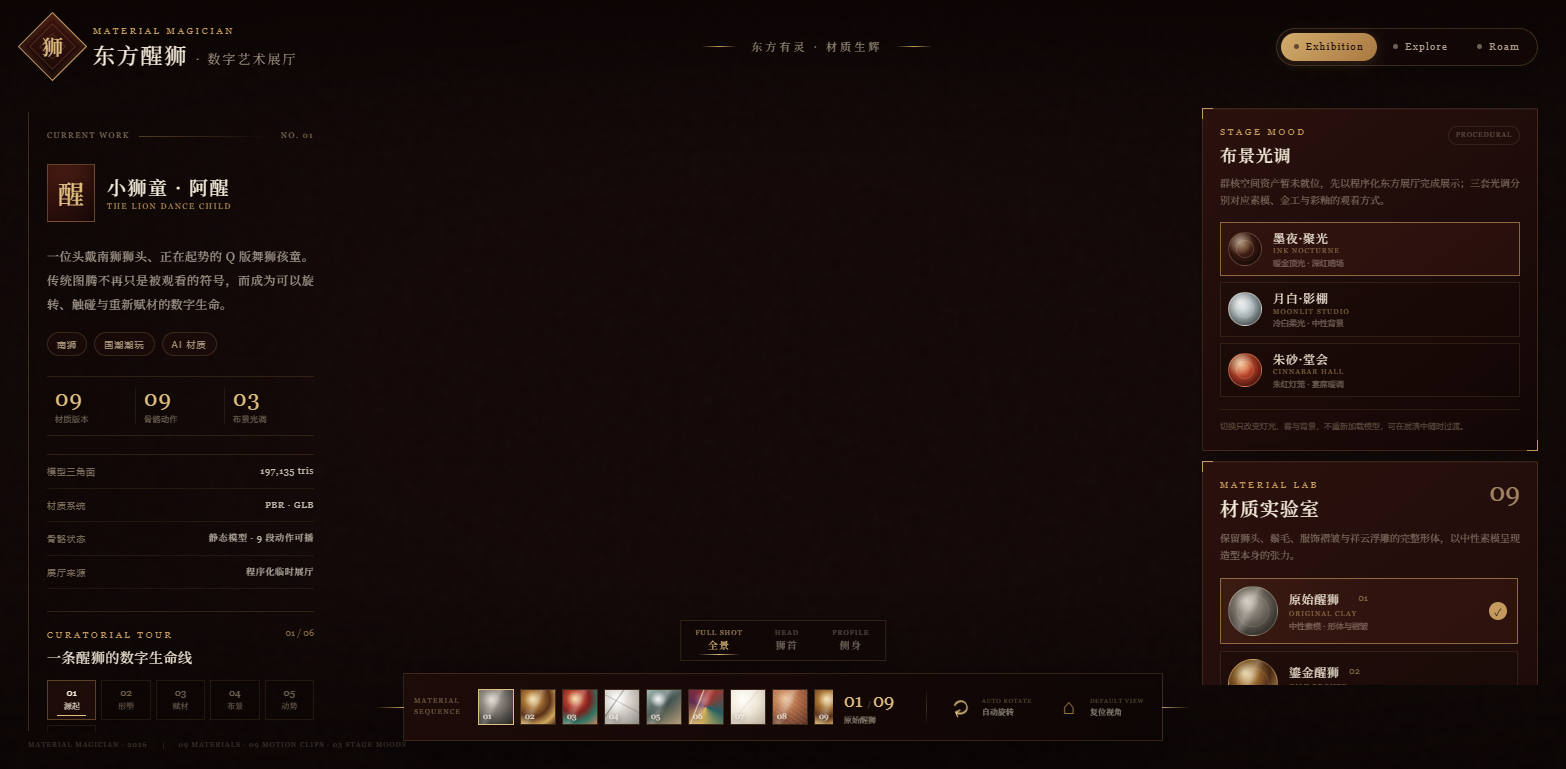 狮
MATERIAL MAGICIAN
东方醒狮 · 数字艺术展厅
东方有灵 · 材质生辉
Exhibition
Explore
Roam
CURRENT WORK
NO. 01
醒
小狮童 · 阿醒
THE LION DANCE CHILD
一位头戴南狮狮头、正在起势的 Q 版舞狮孩童。
传统图腾不再只是被观看的符号，而成为可以旋
转、触碰与重新赋材的数字生命。
南狮
国潮潮玩
AI 材质
09
材质版本
09
骨骼动作
03
布景光调
模型三角面
197,135 tris
材质系统
PBR · GLB
骨骼状态
静态模型 · 9 段动作可播
展厅来源
程序化临时展厅
CURATORIAL TOUR
01 / 06
一条醒狮的数字生命线
01
源起
02
形塑
03
赋材
04
布景
05
动势
MATERIAL MAGICIAN · 2026 | 09 MATERIALS · 09 MOTION CLIPS · 03 STAGE MOODS
FULL SHOT
全景
HEAD
狮首
PROFILE
侧身
MATERIAL
SEQUENCE
01
02
03
04
05
06
07
08
09
01 / 09
原始醒狮
AUTO ROTATE
自动旋转
DEFAULT VIEW
复位视角
STAGE MOOD
PROCEDURAL
布景光调
群核空间资产暂未就位，先以程序化东方展厅完成展示；三套光调分
别对应素模、金工与彩釉的观看方式。
墨夜·聚光
INK NOCTURNE
暖金顶光 · 深红暗场
月白·影棚
MOONLIT STUDIO
冷白柔光 · 中性背景
朱砂·堂会
CINNABAR HALL
朱红灯笼 · 宴席暖调
切换只改变灯光、雾与背景，不重新加载模型，可在展演中随时过渡。
MATERIAL LAB
09
材质实验室
保留狮头、鬃毛、服饰褶皱与祥云浮雕的完整形体，以中性素模呈现
造型本身的张力。
原始醒狮
01
ORIGINAL CLAY
中性素模 · 形体与褶皱
鎏金醒狮
02